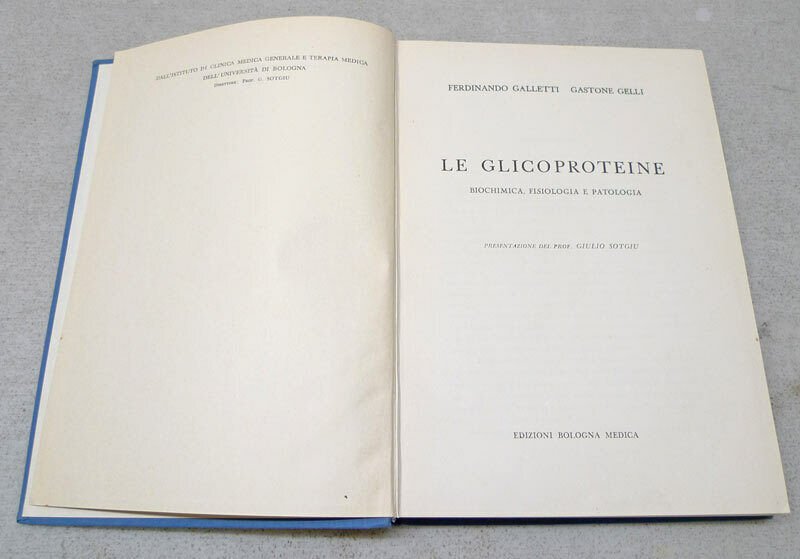 DALL'ISTITUTO DI CLINICA MEDICA GENERALE E TERAPIA MEDICA
DELL'UNIVERSITÀ DI BOLOGNA
DIRETTORE: PROF. G. SOTGIU
FERDINANDO GALLETTI GASTONE GELLI
LE GLICOPROTEINE
BIOCHIMICA, FISIOLOGIA E PATOLOGIA
PRESENTAZIONE DEL PROF. GIULIO SOTGIU
EDIZIONI BOLOGNA MEDICA